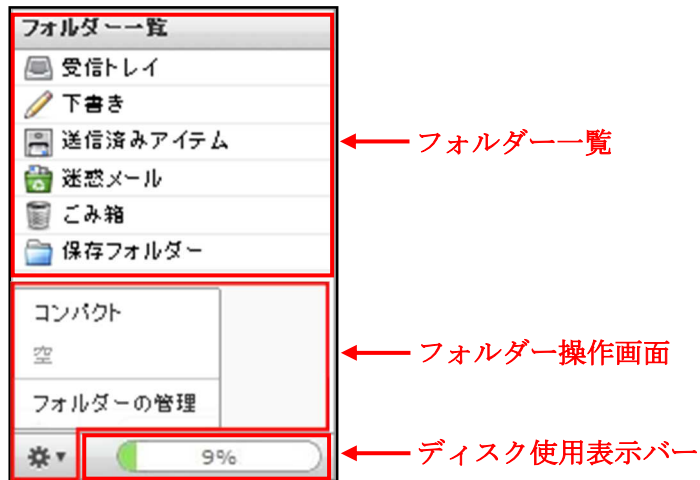 フォルダー一覧
受信トレイ
下書き
送信済みアイテム
迷惑メール
ごみ箱
保存フォルダー
フォルダー一覧
コンパクト
空
フォルダーの管理
フォルダー操作画面
9%
ディスク使用表示バー